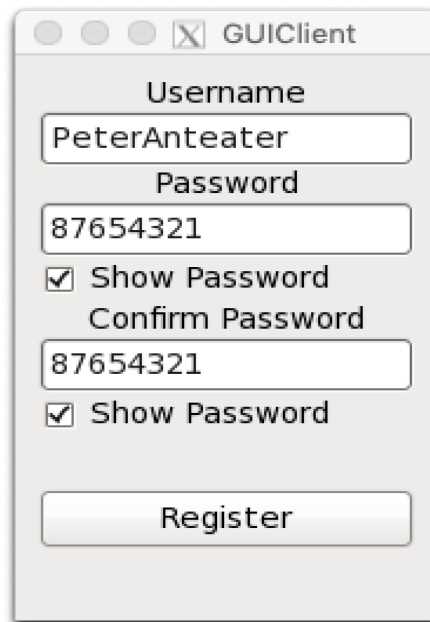 GUIClient
Username
PeterAnteater
Password
87654321
Show Password
Confirm Password
87654321
Show Password
Register